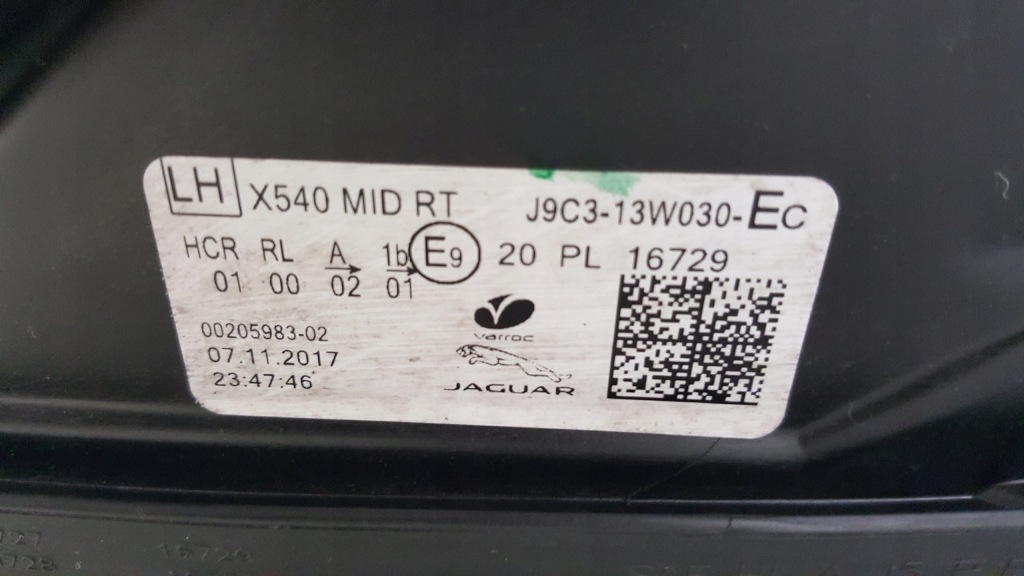 LH X540 MID RT J9C3-13W030-EC
HCR RL A 1b E9 20 PL 16729
01 00 02 01
00205983-02
07.11.2017
23:47:46
varroc
JAGUAR
16729